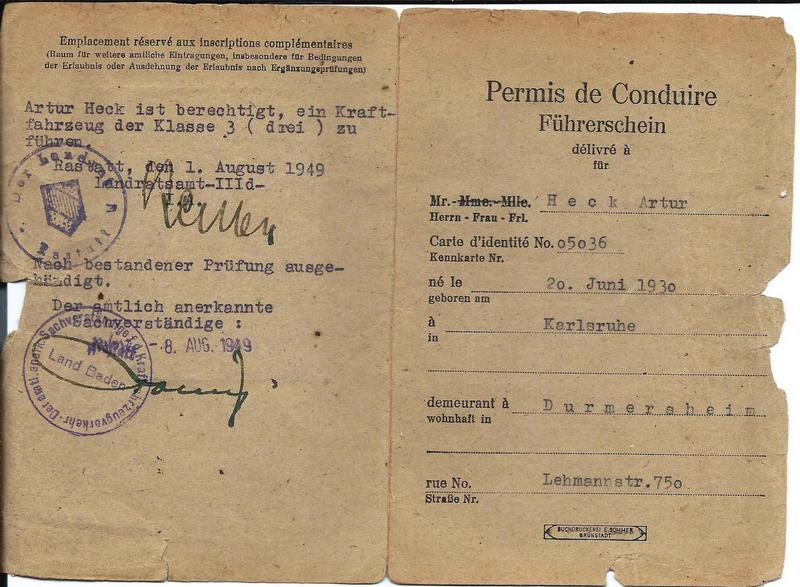 Emplacement réservé aux inscriptions complémentaires
(Raum für weitere amtliche Eintragungen, insbesondere für Bedingungen
der Erlaubnis oder Ausdehnung der Erlaubnis nach Ergänzungsprüfungen)
Artur Heck ist berechtigt, ein Kraft-
fahrzeug der Klasse 3 ( drei ) zu
führen.
Rastatt, den 1. August 1949
Landratsamt-IIId-
I.A.
Der Landrat
Rastatt
Nach bestandener Prüfung ausge-
händigt.
Der amtlich anerkannte
Sachverständige :
- 8. AUG. 1949
Land Baden
Permis de Conduire
Führerschein
délivré à
für
Mr.-Mme.-Mlle. Heck Artur
Herrn - Frau - Frl.
Carte d'identité No. 05036
Kennkarte Nr.
né le 20. Juni 1930
geboren am
à Karlsruhe
in
demeurant à Durmersheim
wohnhaft in
rue No. Lehmannstr.750
Straße Nr.
BUCHDRUCKEREI E. SOMMER
GRÜNSTADT